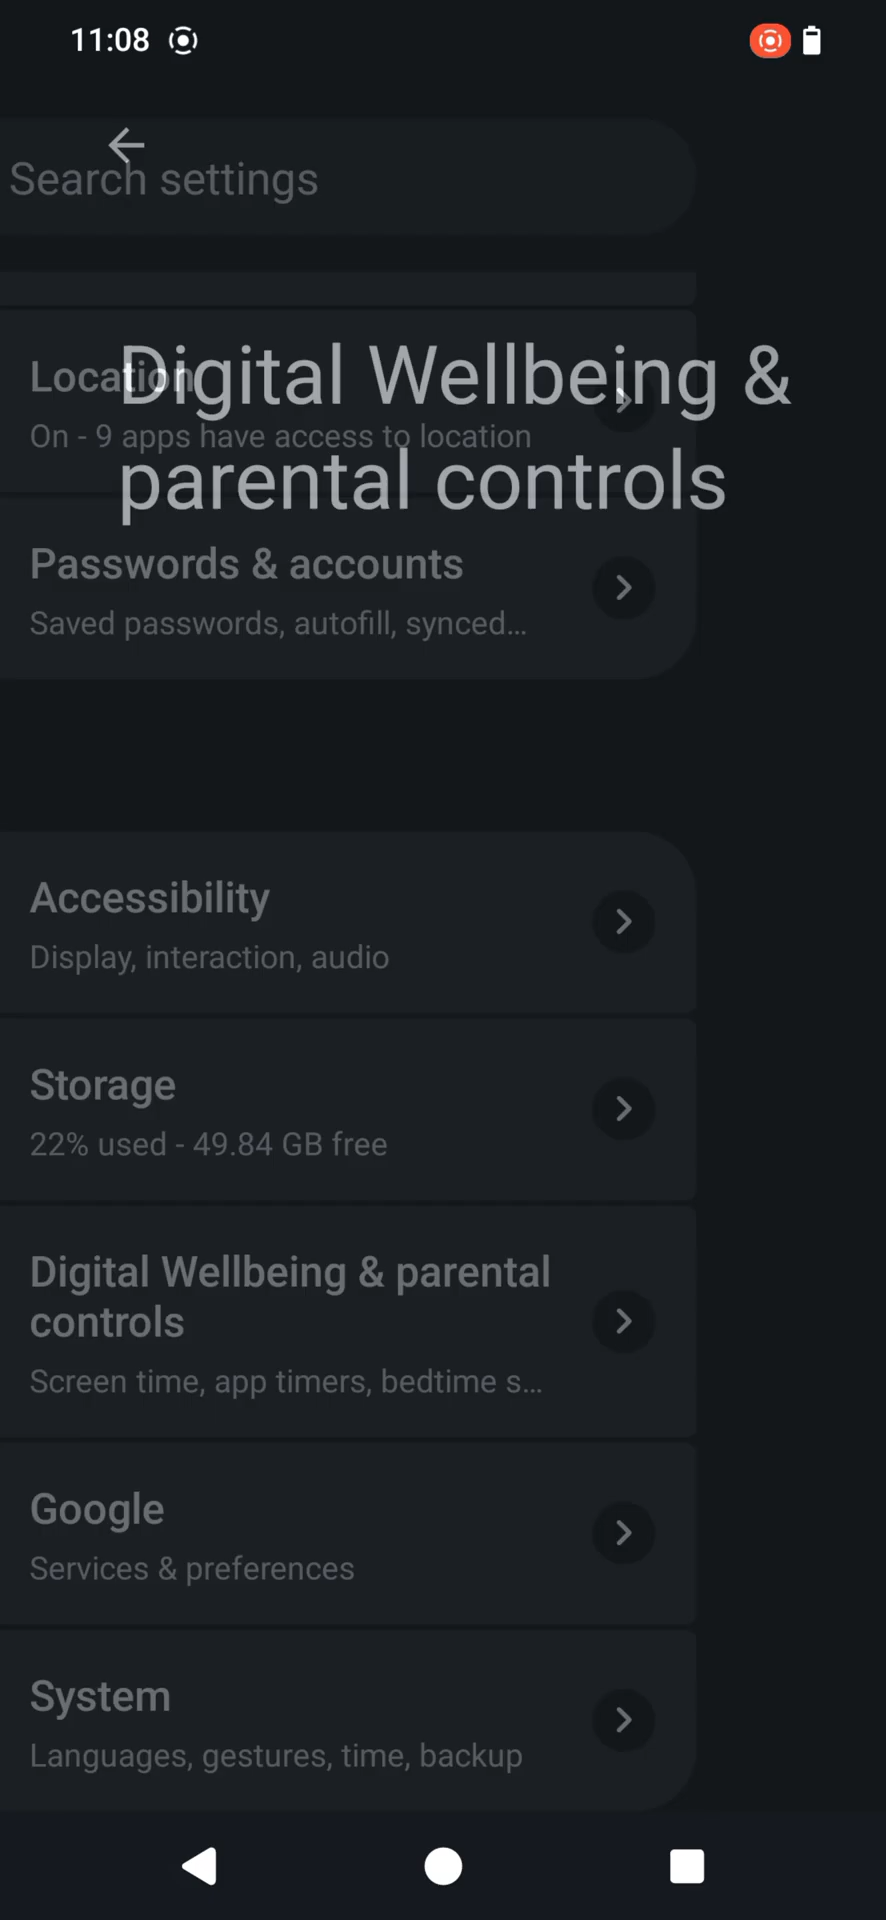 11:08
Search settings
Digital Wellbeing &
parental controls
Location
On - 9 apps have access to location
Passwords & accounts
Saved passwords, autofill, synced…
Accessibility
Display, interaction, audio
Storage
22% used - 49.84 GB free
Digital Wellbeing & parental
controls
Screen time, app timers, bedtime s…
Google
Services & preferences
System
Languages, gestures, time, backup